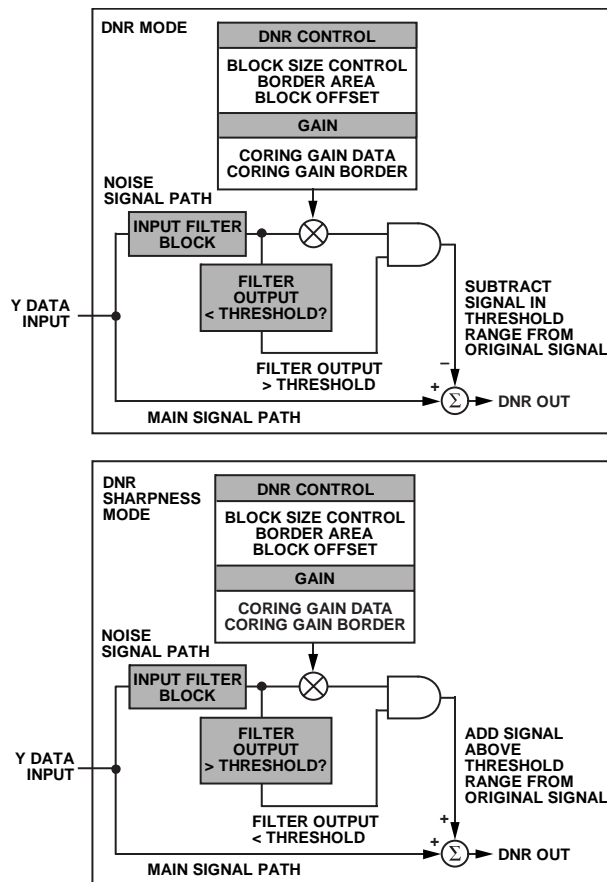 DNR MODE
DNR CONTROL
BLOCK SIZE CONTROL
BORDER AREA
BLOCK OFFSET
GAIN
CORING GAIN DATA
CORING GAIN BORDER
NOISE
SIGNAL PATH
INPUT FILTER
BLOCK
FILTER
OUTPUT
< THRESHOLD?
Y DATA
INPUT
FILTER OUTPUT
> THRESHOLD
SUBTRACT
SIGNAL IN
THRESHOLD
RANGE FROM
ORIGINAL SIGNAL
–
+
Σ
DNR OUT
MAIN SIGNAL PATH
DNR
SHARPNESS
MODE
DNR CONTROL
BLOCK SIZE CONTROL
BORDER AREA
BLOCK OFFSET
GAIN
CORING GAIN DATA
CORING GAIN BORDER
NOISE
SIGNAL PATH
INPUT FILTER
BLOCK
FILTER
OUTPUT
> THRESHOLD?
Y DATA
INPUT
FILTER OUTPUT
< THRESHOLD
ADD SIGNAL
ABOVE
THRESHOLD
RANGE FROM
ORIGINAL SIGNAL
+
+
Σ
DNR OUT
MAIN SIGNAL PATH